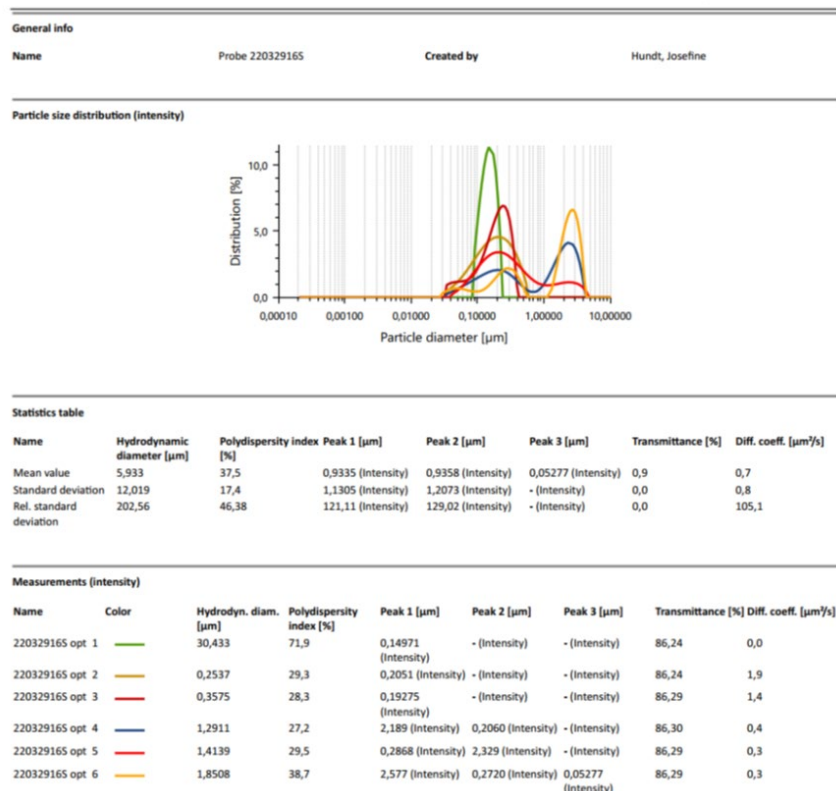 General info
Name Probe 220329165 Created by Hundt, Josefine
Particle size distribution (intensity)
Distribution [%]
10,0
5,0
0,0
0,00010 0,00100 0,01000 0,10000 1,00000 10,00000
Particle diameter [µm]
Statistics table
Name Hydrodynamic diameter [µm] Polydispersity index [%] Peak 1 [µm] Peak 2 [µm] Peak 3 [µm] Transmittance [%] Diff. coeff. [µm²/s]
Mean value 5,933 37,5 0,9335 (Intensity) 0,9358 (Intensity) 0,05277 (Intensity) 0,9 0,7
Standard deviation 12,019 17,4 1,1305 (Intensity) 1,2073 (Intensity) - (Intensity) 0,0 0,8
Rel. standard deviation 202,56 46,38 121,11 (Intensity) 129,02 (Intensity) - (Intensity) 0,0 105,1
Measurements (intensity)
Name Color Hydrodyn. diam. [µm] Polydispersity index [%] Peak 1 [µm] Peak 2 [µm] Peak 3 [µm] Transmittance [%] Diff. coeff. [µm²/s]
22032916S opt 1 30,433 71,9 0,14971 (Intensity) - (Intensity) - (Intensity) 86,24 0,0
22032916S opt 2 0,2537 29,3 0,2051 (Intensity) - (Intensity) - (Intensity) 86,24 1,9
22032916S opt 3 0,3575 28,3 0,19275 (Intensity) - (Intensity) - (Intensity) 86,29 1,4
22032916S opt 4 1,2911 27,2 2,189 (Intensity) 0,2060 (Intensity) - (Intensity) 86,30 0,4
22032916S opt 5 1,4139 29,5 0,2868 (Intensity) 2,329 (Intensity) - (Intensity) 86,29 0,3
22032916S opt 6 1,8508 38,7 2,577 (Intensity) 0,2720 (Intensity) 0,05277 (Intensity) 86,29 0,3